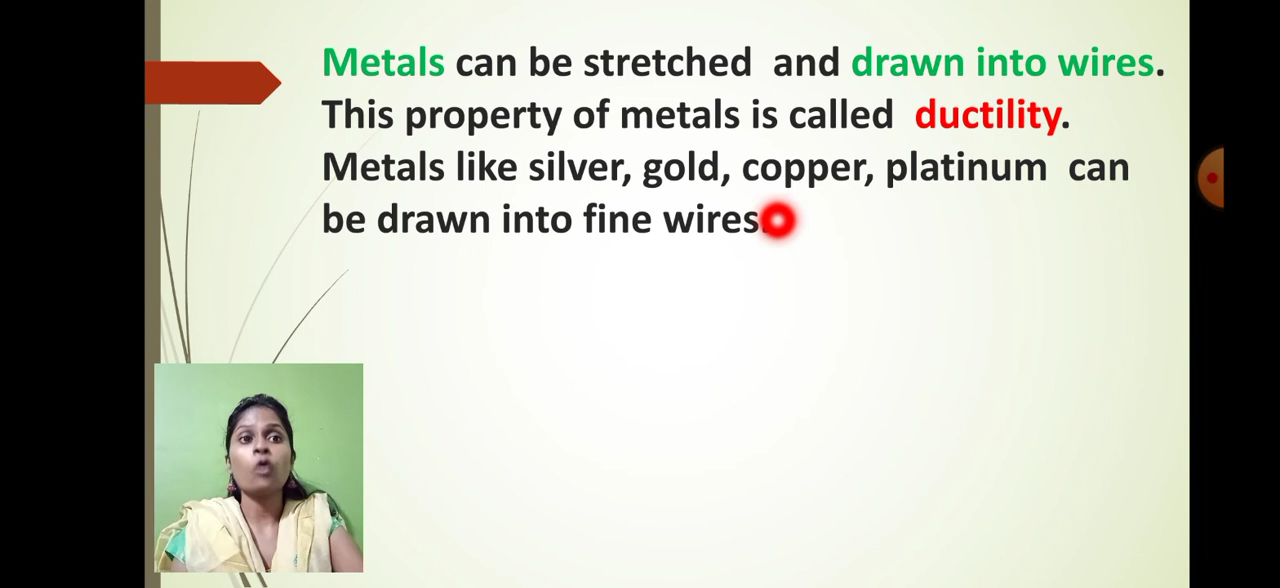 Metals can be stretched and drawn into wires.
This property of metals is called ductility.
Metals like silver, gold, copper, platinum can
be drawn into fine wires.